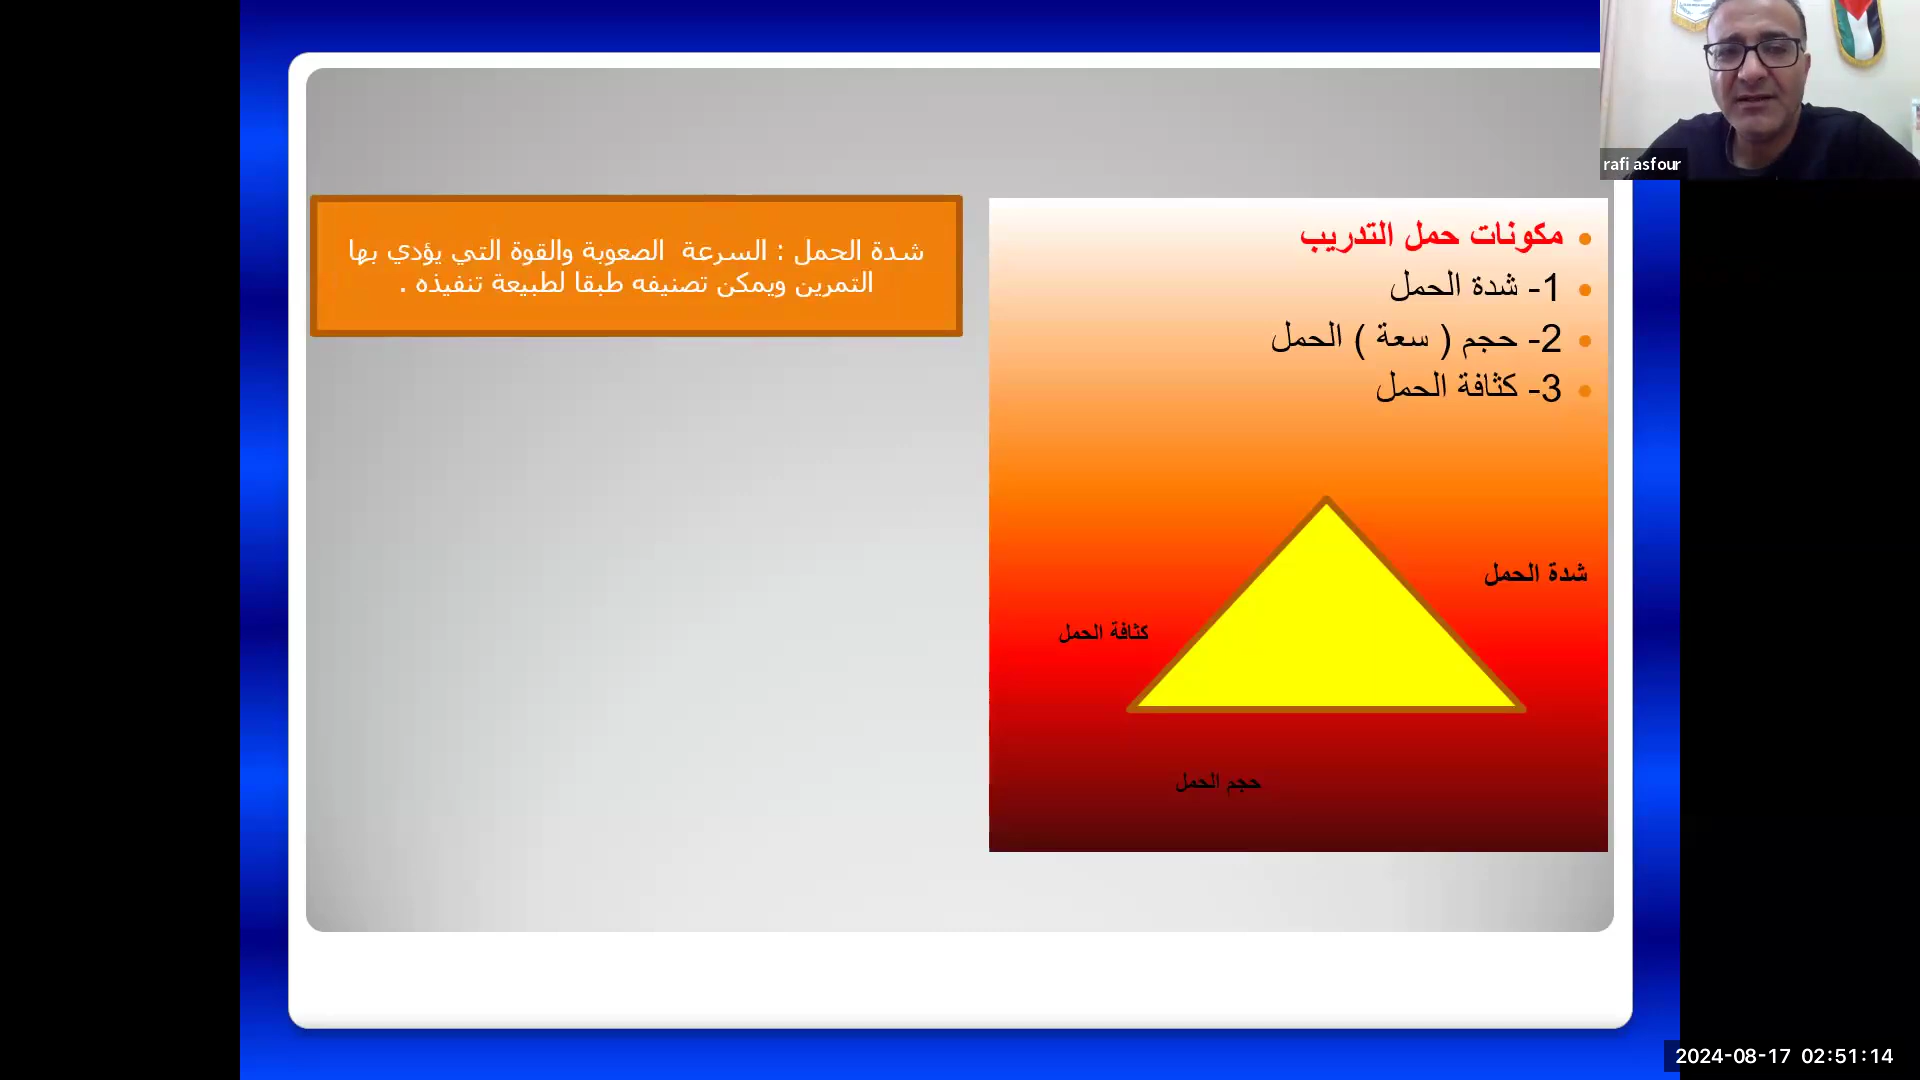 rafi asfour
مكونات حمل التدريب
1- شدة الحمل
2- حجم ( سعة ) الحمل
3- كثافة الحمل
شدة الحمل : السرعة الصعوبة والقوة التي يؤدي بها
التمرين ويمكن تصنيفه طبقا لطبيعة تنفيذه .
شدة الحمل
كثافة الحمل
حجم الحمل
2024-08-17 02:51:14